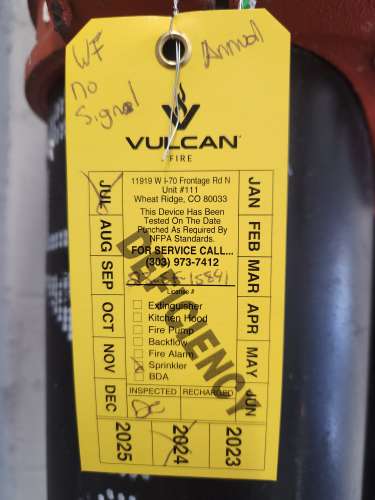 WF
no
Signal
Annual
VULCAN
FIRE
11919 W I-70 Frontage Rd N
Unit #111
Wheat Ridge, CO 80033
This Device Has Been
Tested On The Date
Punched As Required By
NFPA Standards.
FOR SERVICE CALL...
(303) 973-7412
15891
License #
Extinguisher
Kitchen Hood
Fire Pump
Backflow
Fire Alarm
Sprinkler
BDA
INSPECTED
RECHARGED
DEFICIENCY
JUL
AUG
SEP
OCT
NOV
DEC
JAN
FEB
MAR
APR
MAY
JUN
2025
2024
2023